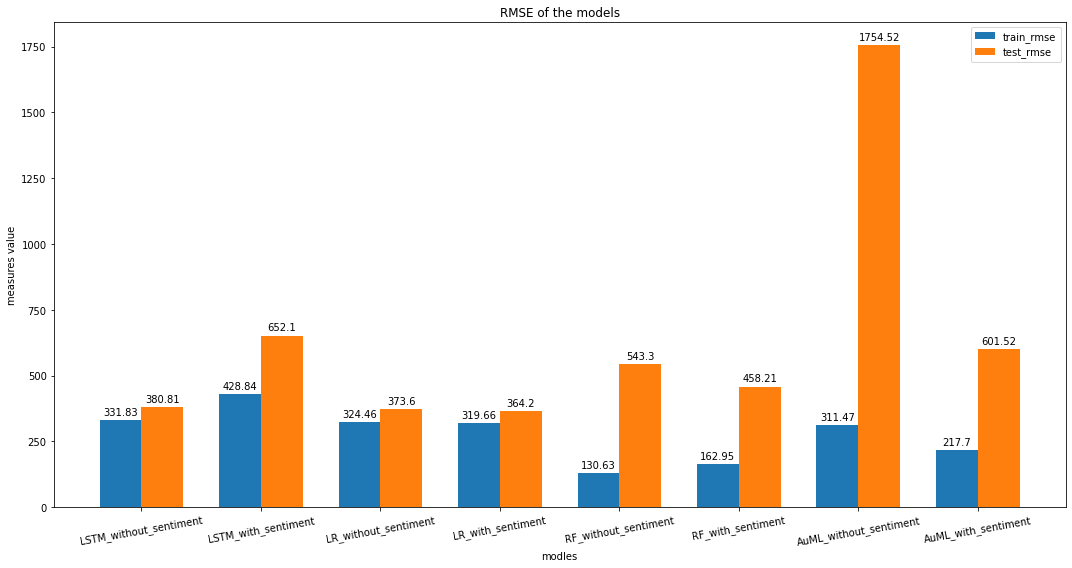 RMSE of the models
train_rmse
test_rmse
measures value
1750
1500
1250
1000
750
500
250
0
331.83
380.81
428.84
652.1
324.46
373.6
319.66
364.2
130.63
543.3
162.95
458.21
311.47
1754.52
217.7
601.52
LSTM_without_sentiment
LSTM_with_sentiment
LR_without_sentiment
LR_with_sentiment
RF_without_sentiment
RF_with_sentiment
AuML_without_sentiment
AuML_with_sentiment
modles